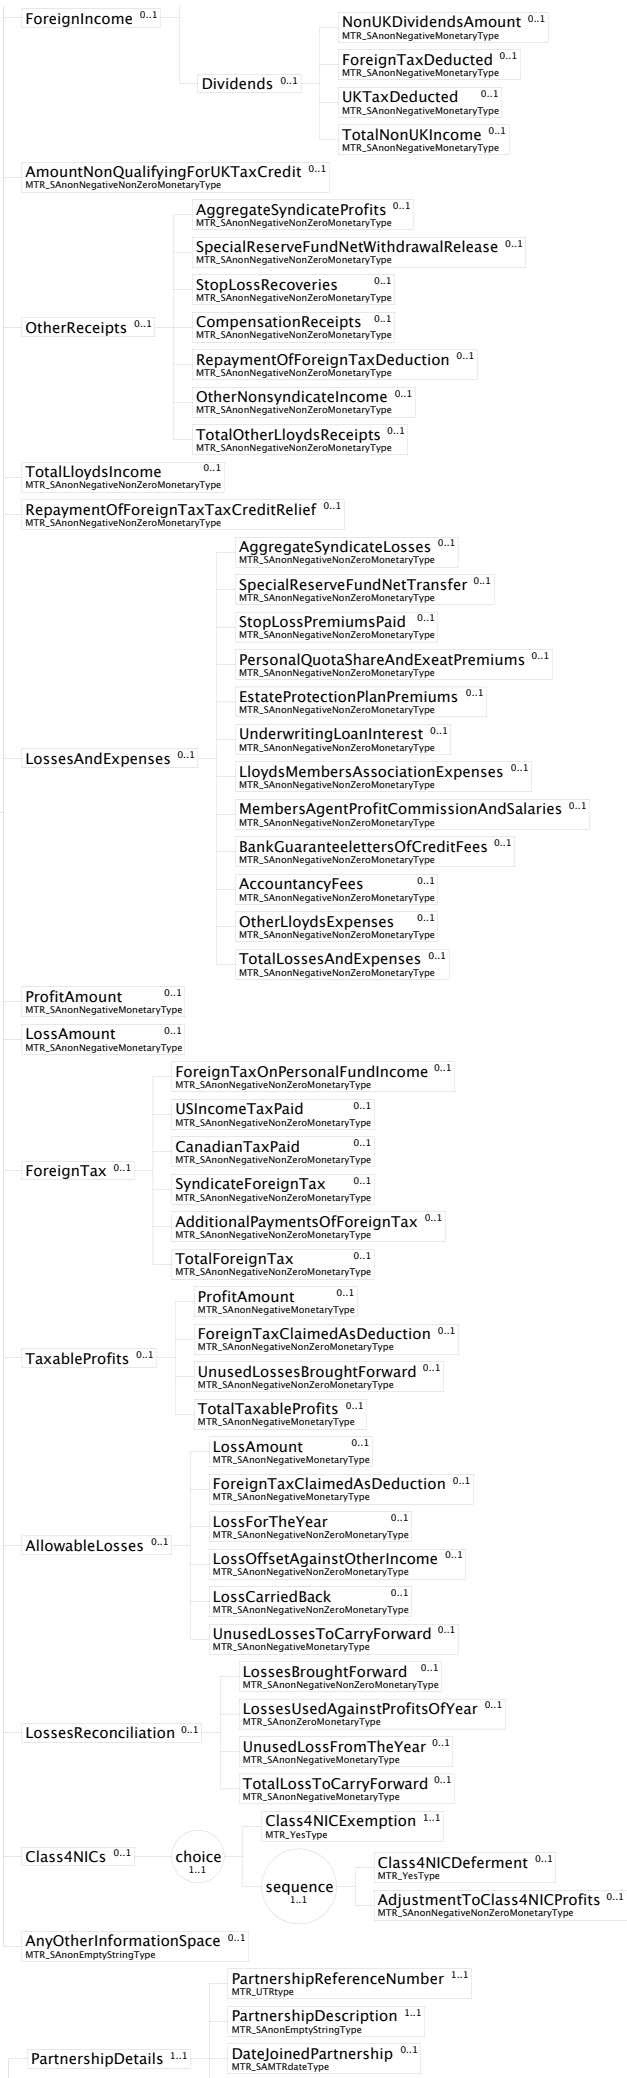 ForeignIncome 0..1
NonUKDividendsAmount 0..1
MTR_SAnonNegativeMonetaryType
ForeignTaxDeducted 0..1
MTR_SAnonNegativeMonetaryType
Dividends 0..1
UKTaxDeducted 0..1
MTR_SAnonNegativeMonetaryType
TotalNonUKIncome 0..1
MTR_SAnonNegativeMonetaryType
AmountNonQualifyingForUKTaxCredit 0..1
MTR_SAnonNegativeNonZeroMonetaryType
AggregateSyndicateProfits 0..1
MTR_SAnonNegativeNonZeroMonetaryType
SpecialReserveFundNetWithdrawalRelease 0..1
MTR_SAnonNegativeNonZeroMonetaryType
StopLossRecoveries 0..1
MTR_SAnonNegativeNonZeroMonetaryType
OtherReceipts 0..1
CompensationReceipts 0..1
MTR_SAnonNegativeNonZeroMonetaryType
RepaymentOfForeignTaxDeduction 0..1
MTR_SAnonNegativeNonZeroMonetaryType
OtherNonsyndicateIncome 0..1
MTR_SAnonNegativeNonZeroMonetaryType
TotalOtherLloydsReceipts 0..1
MTR_SAnonNegativeNonZeroMonetaryType
TotalLloydsIncome 0..1
MTR_SAnonNegativeNonZeroMonetaryType
RepaymentOfForeignTaxTaxCreditRelief 0..1
MTR_SAnonNegativeNonZeroMonetaryType
AggregateSyndicateLosses 0..1
MTR_SAnonNegativeNonZeroMonetaryType
SpecialReserveFundNetTransfer 0..1
MTR_SAnonNegativeNonZeroMonetaryType
StopLossPremiumsPaid 0..1
MTR_SAnonNegativeNonZeroMonetaryType
PersonalQuotaShareAndExeatPremiums 0..1
MTR_SAnonNegativeNonZeroMonetaryType
EstateProtectionPlanPremiums 0..1
MTR_SAnonNegativeNonZeroMonetaryType
UnderwritingLoanInterest 0..1
MTR_SAnonNegativeNonZeroMonetaryType
LossesAndExpenses 0..1
LloydsMembersAssociationExpenses 0..1
MTR_SAnonNegativeNonZeroMonetaryType
MembersAgentProfitCommissionAndSalaries 0..1
MTR_SAnonNegativeNonZeroMonetaryType
BankGuaranteelettersOfCreditFees 0..1
MTR_SAnonNegativeNonZeroMonetaryType
AccountancyFees 0..1
MTR_SAnonNegativeNonZeroMonetaryType
OtherLloydsExpenses 0..1
MTR_SAnonNegativeNonZeroMonetaryType
TotalLossesAndExpenses 0..1
MTR_SAnonNegativeNonZeroMonetaryType
ProfitAmount 0..1
MTR_SAnonNegativeMonetaryType
LossAmount 0..1
MTR_SAnonNegativeMonetaryType
ForeignTaxOnPersonalFundIncome 0..1
MTR_SAnonNegativeNonZeroMonetaryType
USIncomeTaxPaid 0..1
MTR_SAnonNegativeNonZeroMonetaryType
CanadianTaxPaid 0..1
MTR_SAnonNegativeNonZeroMonetaryType
ForeignTax 0..1
SyndicateForeignTax 0..1
MTR_SAnonNegativeNonZeroMonetaryType
AdditionalPaymentsOfForeignTax 0..1
MTR_SAnonNegativeNonZeroMonetaryType
TotalForeignTax 0..1
MTR_SAnonNegativeNonZeroMonetaryType
ProfitAmount 0..1
MTR_SAnonNegativeMonetaryType
ForeignTaxClaimedAsDeduction 0..1
MTR_SAnonNegativeNonZeroMonetaryType
TaxableProfits 0..1
UnusedLossesBroughtForward 0..1
MTR_SAnonNegativeNonZeroMonetaryType
TotalTaxableProfits 0..1
MTR_SAnonNegativeMonetaryType
LossAmount 0..1
MTR_SAnonNegativeMonetaryType
ForeignTaxClaimedAsDeduction 0..1
MTR_SAnonNegativeMonetaryType
LossForTheYear 0..1
MTR_SAnonNegativeNonZeroMonetaryType
AllowableLosses 0..1
LossOffsetAgainstOtherIncome 0..1
MTR_SAnonNegativeNonZeroMonetaryType
LossCarriedBack 0..1
MTR_SAnonNegativeNonZeroMonetaryType
UnusedLossesToCarryForward 0..1
MTR_SAnonNegativeMonetaryType
LossesBroughtForward 0..1
MTR_SAnonNegativeNonZeroMonetaryType
LossesUsedAgainstProfitsOfYear 0..1
MTR_SAnonZeroMonetaryType
LossesReconciliation 0..1
UnusedLossFromTheYear 0..1
MTR_SAnonNegativeMonetaryType
TotalLossToCarryForward 0..1
MTR_SAnonNegativeMonetaryType
Class4NICExemption 1..1
MTR_YesType
Class4NICs 0..1
choice
1..1
Class4NICDeferment 0..1
MTR_YesType
sequence
1..1
AdjustmentToClass4NICProfits 0..1
MTR_SAnonNegativeNonZeroMonetaryType
AnyOtherInformationSpace 0..1
MTR_SAnonEmptyStringType
PartnershipReferenceNumber 1..1
MTR_UTRtype
PartnershipDescription 1..1
MTR_SAnonEmptyStringType
PartnershipDetails 1..1
DateJoinedPartnership 0..1
MTR_SAMTRdateType